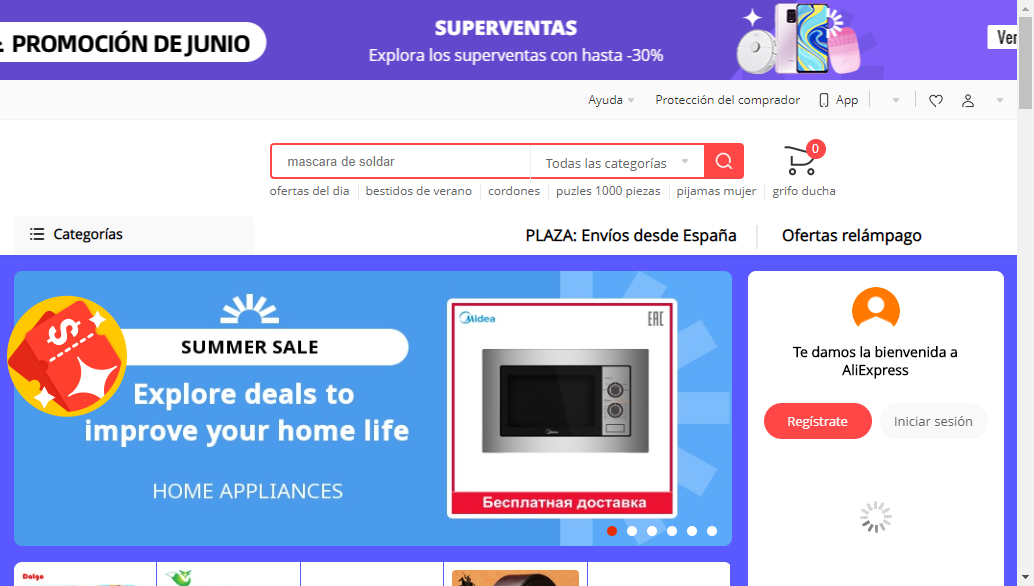 PROMOCIÓN DE JUNIO
SUPERVENTAS
Explora los superventas con hasta -30%
Ver
Ayuda
Protección del comprador
App
mascara de soldar
Todas las categorías
0
ofertas del dia
bestidos de verano
cordones
puzles 1000 piezas
pijamas mujer
grifo ducha
Categorías
PLAZA: Envíos desde España
Ofertas relámpago
SUMMER SALE
Explore deals to
improve your home life
HOME APPLIANCES
Midea
EAC
Бесплатная доставка
Te damos la bienvenida a
AliExpress
Regístrate
Iniciar sesión
Daigo